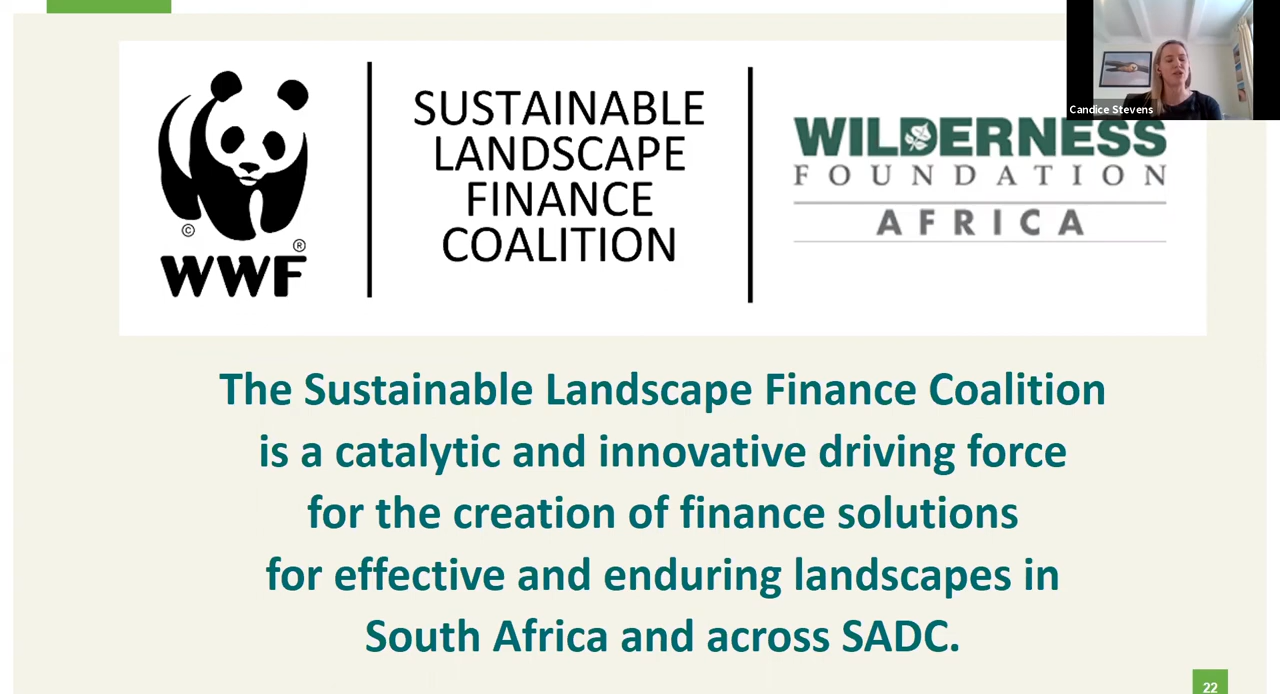 Candice Stevens
©
®
WWF
SUSTAINABLE
LANDSCAPE
FINANCE
COALITION
WILDERNESS
FOUNDATION
AFRICA
The Sustainable Landscape Finance Coalition
is a catalytic and innovative driving force
for the creation of finance solutions
for effective and enduring landscapes in
South Africa and across SADC.
22